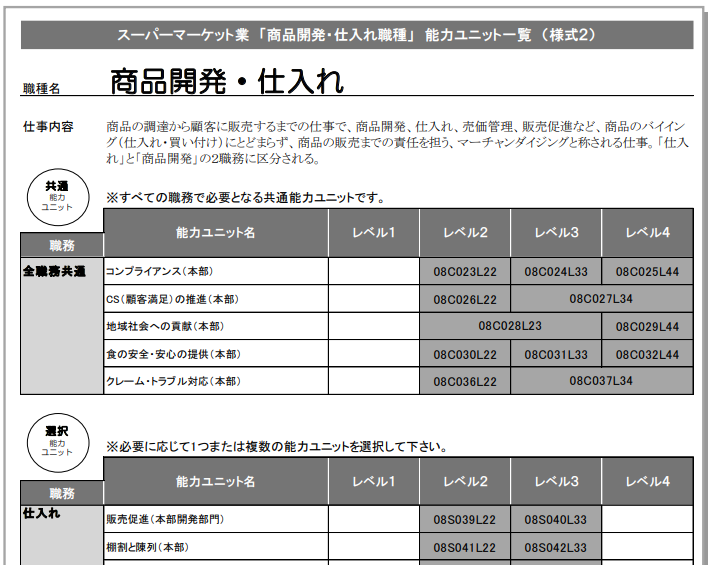 スーパーマーケット業 「商品開発・仕入れ職種」 能力ユニット一覧 （様式2）
職種名 商品開発・仕入れ
仕事内容 商品の調達から顧客に販売するまでの仕事で、商品開発、仕入れ、売価管理、販売促進など、商品のバイイン
グ（仕入れ・買い付け）にとどまらず、商品の販売までの責任を担う、マーチャンダイジングと称される仕事。「仕入
れ」と「商品開発」の2職務に区分される。
共通
能力
ユニット
※すべての職務で必要となる共通能力ユニットです。
職務 能力ユニット名 レベル1 レベル2 レベル3 レベル4
全職務共通 コンプライアンス（本部） 08C023L22 08C024L33 08C025L44
CS（顧客満足）の推進（本部） 08C026L22 08C027L34
地域社会への貢献（本部） 08C028L23 08C029L44
食の安全・安心の提供（本部） 08C030L22 08C031L33 08C032L44
クレーム・トラブル対応（本部） 08C036L22 08C037L34
選択
能力
ユニット
※必要に応じて1つまたは複数の能力ユニットを選択して下さい。
職務 能力ユニット名 レベル1 レベル2 レベル3 レベル4
仕入れ 販売促進（本部開発部門） 08S039L22 08S040L33
棚割と陳列（本部） 08S041L22 08S042L33